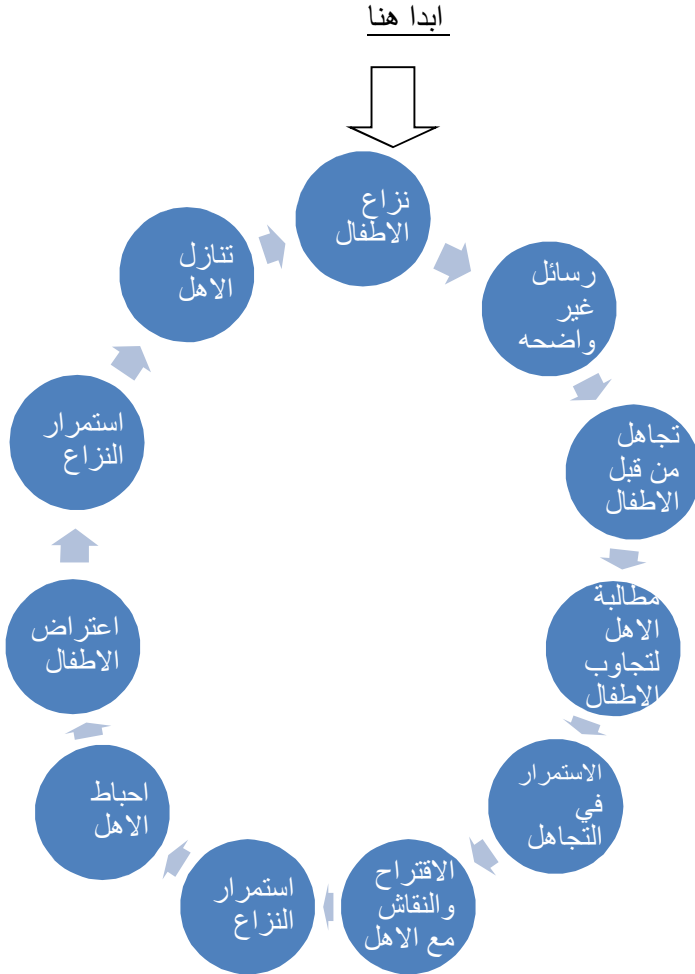 ابدا هنا
نزاع
الاطفال
رسائل
غير
واضحه
تجاهل
من قبل
الاطفال
مطالبة
الاهل
لتجاوب
الاطفال
الاستمرار
في
التجاهل
الاقتراح
والنقاش
مع الاهل
استمرار
النزاع
احباط
الاهل
اعتراض
الاطفال
استمرار
النزاع
تنازل
الاهل